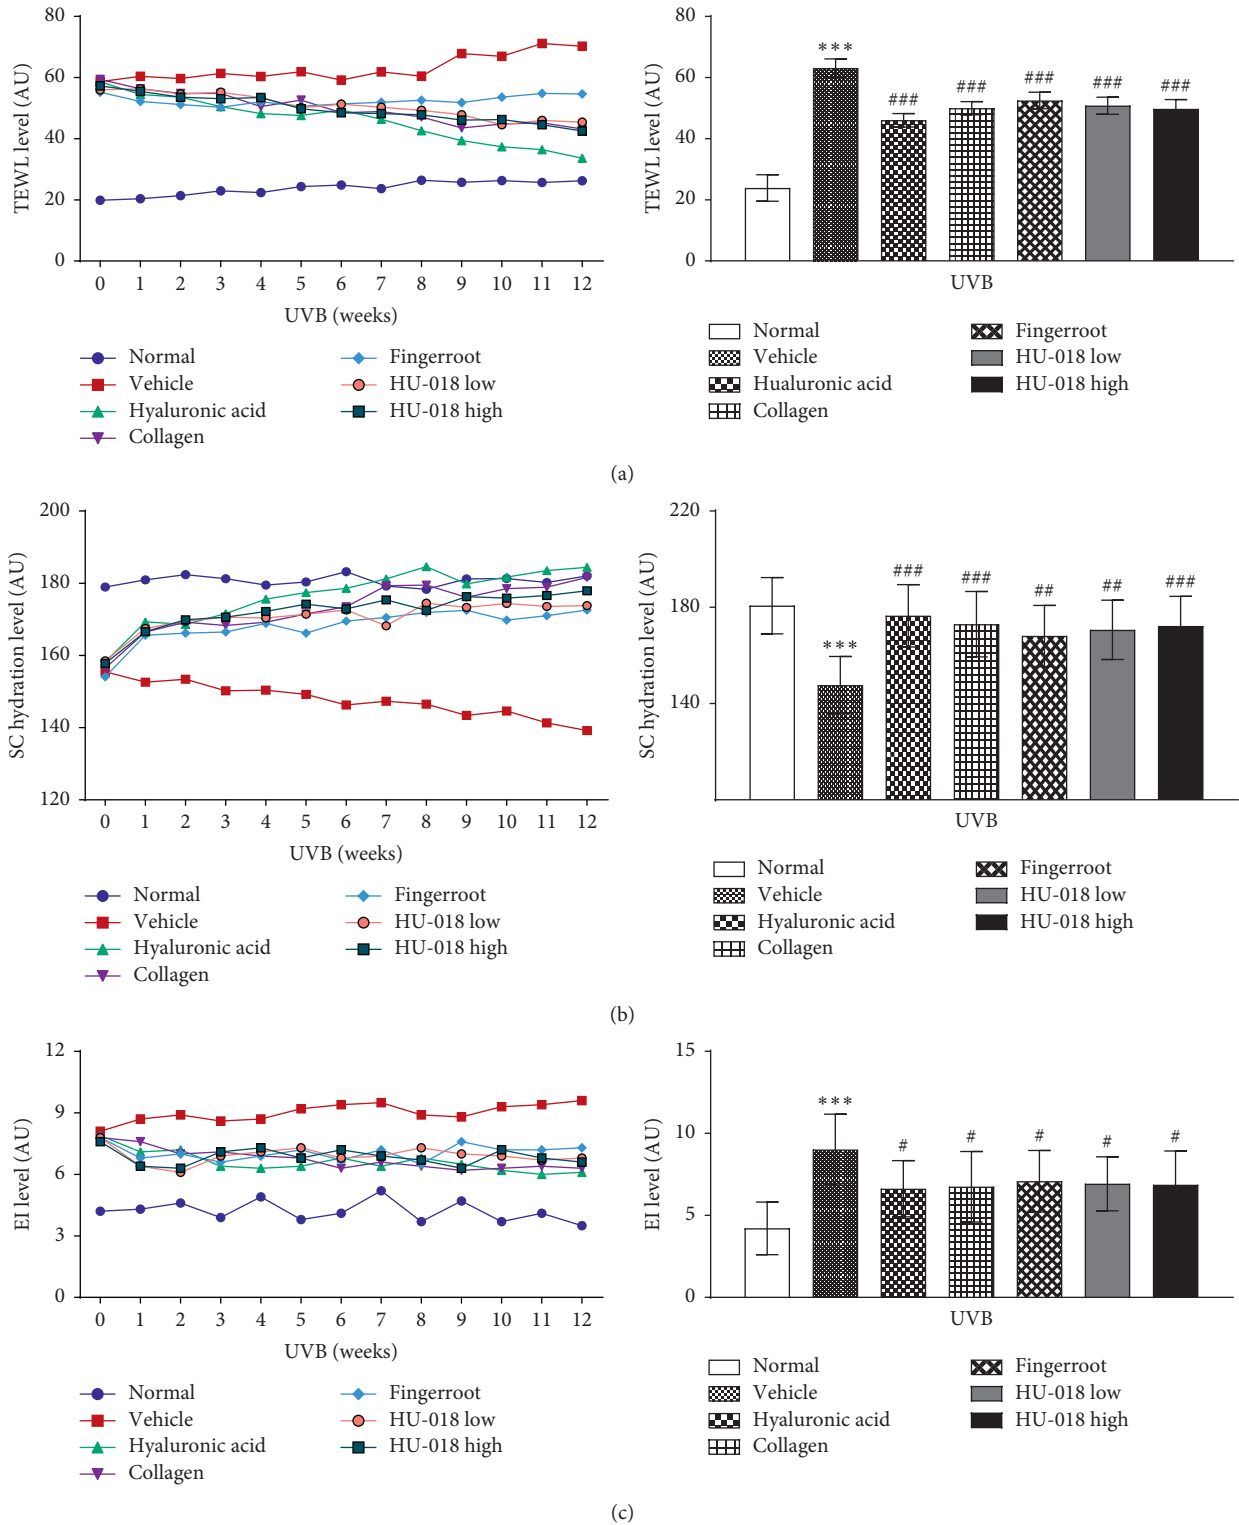 80
60
40
20
0
TEWL level (AU)
0 1 2 3 4 5 6 7 8 9 10 11 12
UVB (weeks)
Normal
Vehicle
Hyaluronic acid
Collagen
Fingerroot
HU-018 low
HU-018 high
80
60
40
20
0
TEWL level (AU)
*** ### ### ### ### ###
UVB
Normal
Vehicle
Hualuronic acid
Collagen
Fingerroot
HU-018 low
HU-018 high
(a)
200
180
160
140
120
SC hydration level (AU)
0 1 2 3 4 5 6 7 8 9 10 11 12
UVB (weeks)
Normal
Vehicle
Hyaluronic acid
Collagen
Fingerroot
HU-018 low
HU-018 high
220
180
140
SC hydration level (AU)
*** ### ### ## ## ###
UVB
Normal
Vehicle
Hyaluronic acid
Collagen
Fingerroot
HU-018 low
HU-018 high
(b)
12
9
6
3
0
EI level (AU)
0 1 2 3 4 5 6 7 8 9 10 11 12
UVB (weeks)
Normal
Vehicle
Hyaluronic acid
Collagen
Fingerroot
HU-018 low
HU-018 high
15
10
5
0
EI level (AU)
*** # # # # #
UVB
Normal
Vehicle
Hyaluronic acid
Collagen
Fingerroot
HU-018 low
HU-018 high
(c)